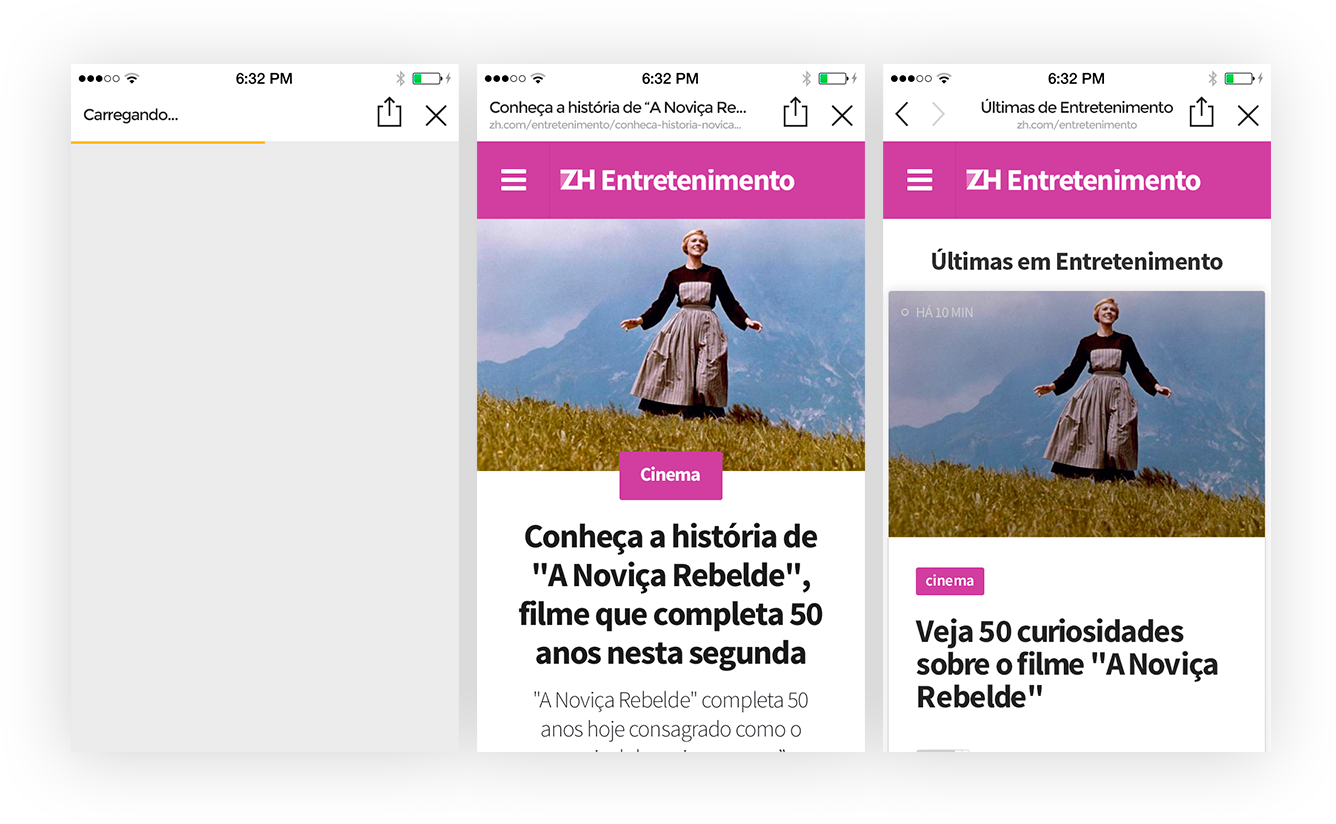 6:32 PM
Carregando...
6:32 PM
Conheça a história de “A Noviça Re...
zh.com/entretenimento/conheca-historia-novica...
ZH Entretenimento
Cinema
Conheça a história de
"A Noviça Rebelde",
filme que completa 50
anos nesta segunda
"A Noviça Rebelde" completa 50
anos hoje consagrado como o
6:32 PM
Últimas de Entretenimento
zh.com/entretenimento
ZH Entretenimento
Últimas em Entretenimento
HÁ 10 MIN
cinema
Veja 50 curiosidades
sobre o filme "A Noviça
Rebelde"